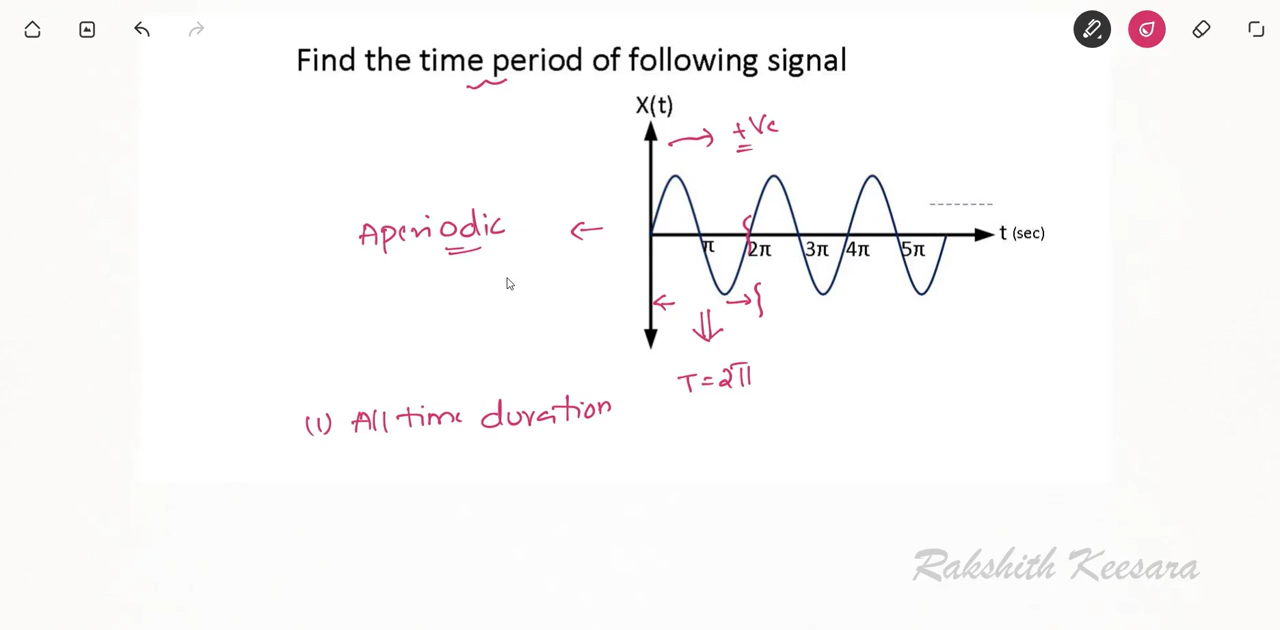 Find the time period of following signal
X(t)
→ +Ve
Aperiodic ←
π 2π 3π 4π 5π
t (sec)
T=2π
(1) All time duration
Rakshith Keesara